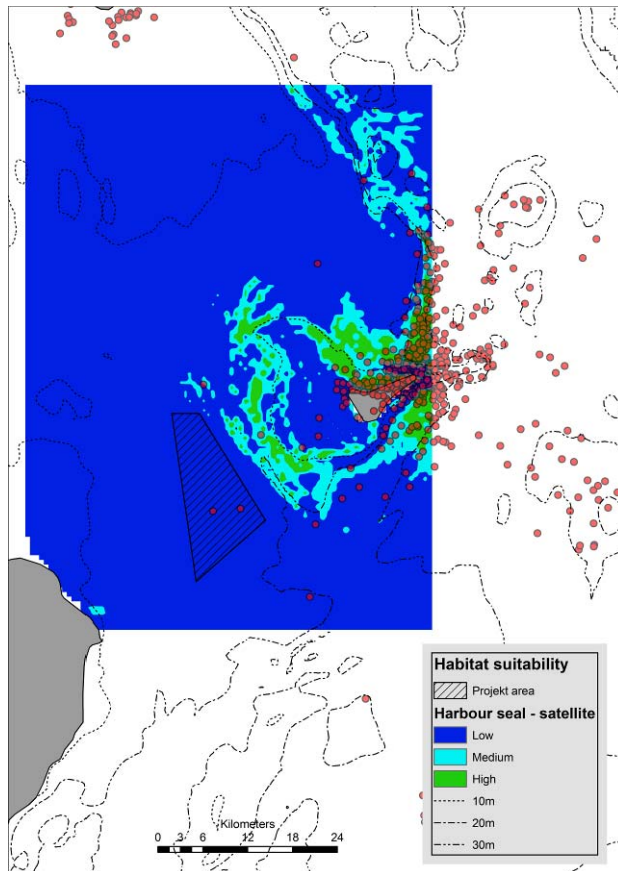 Habitat suitability
Projekt area
Harbour seal - satellite
Low
Medium
High
10m
20m
30m
Kilometers
0 3 6 12 18 24